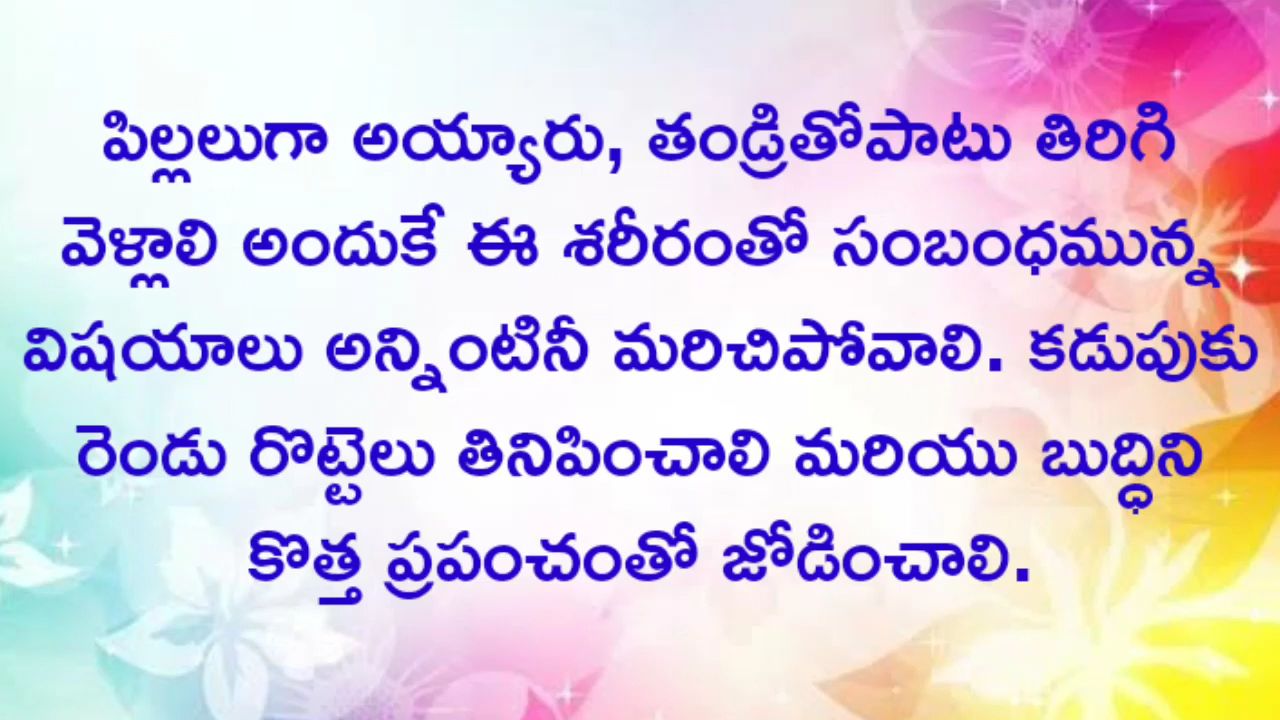 పిల్లలుగా అయ్యారు, తండ్రితోపాటు తిరిగి
వెళ్లాలి అందుకే ఈ శరీరంతో సంబంధమున్న
విషయాలు అన్నింటినీ మరిచిపోవాలి. కడుపుకు
రెండు రొట్టెలు తినిపించాలి మరియు బుద్ధిని
కొత్త ప్రపంచంతో జోడించాలి.